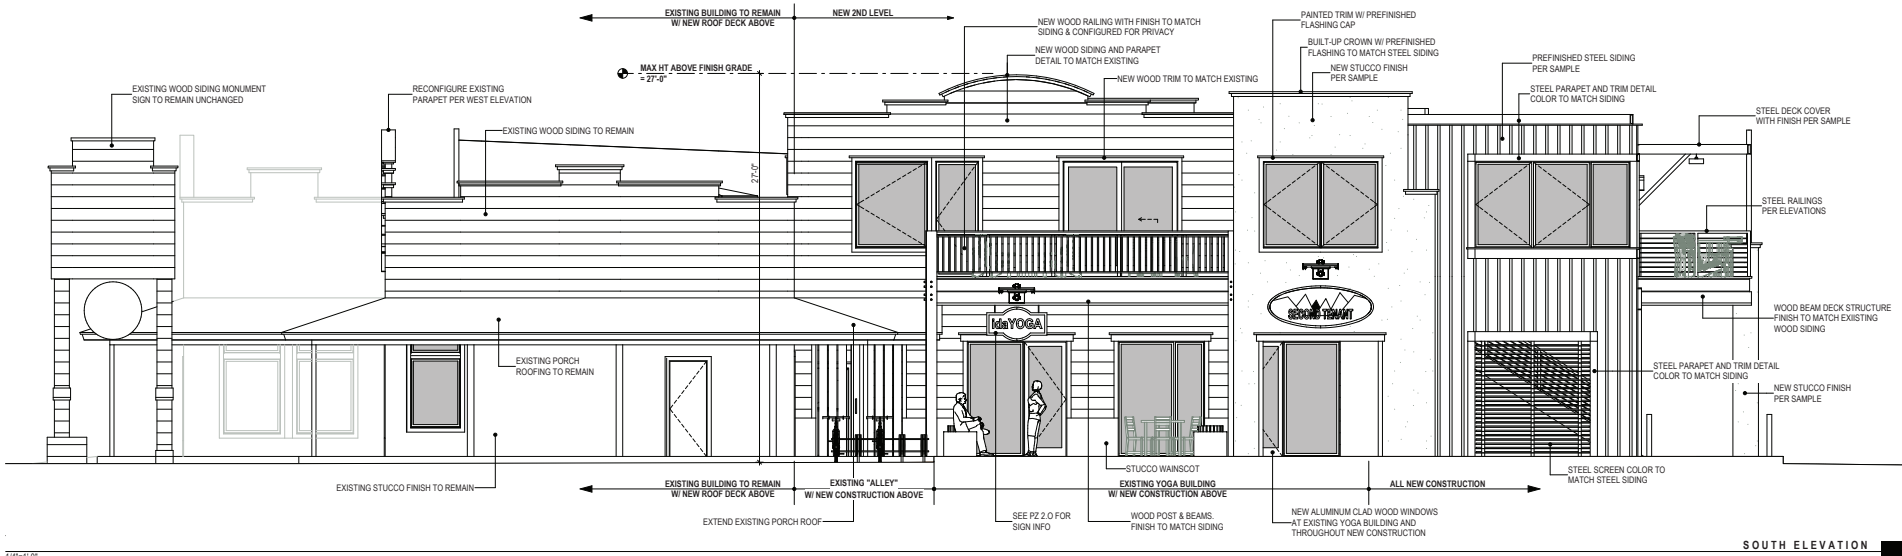 EXISTING BUILDING TO REMAIN
W/ NEW ROOF DECK ABOVE
NEW 2ND LEVEL
NEW WOOD RAILING WITH FINISH TO MATCH
SIDING & CONFIGURED FOR PRIVACY
PAINTED TRIM W/ PREFINISHED
FLASHING CAP
BUILT-UP CROWN W/ PREFINISHED
FLASHING TO MATCH STEEL SIDING
NEW WOOD SIDING AND PARAPET
DETAIL TO MATCH EXISTING
MAX HT ABOVE FINISH GRADE
= 27'-0"
NEW WOOD TRIM TO MATCH EXISTING
NEW STUCCO FINISH
PER SAMPLE
PREFINISHED STEEL SIDING
PER SAMPLE
EXISTING WOOD SIDING MONUMENT
SIGN TO REMAIN UNCHANGED
RECONFIGURE EXISTING
PARAPET PER WEST ELEVATION
STEEL PARAPET AND TRIM DETAIL
COLOR TO MATCH SIDING
STEEL DECK COVER
WITH FINISH PER SAMPLE
EXISTING WOOD SIDING TO REMAIN
27'-0"
STEEL RAILINGS
PER ELEVATIONS
idaYOGA
SECOND TENANT
WOOD BEAM DECK STRUCTURE
FINISH TO MATCH EXIISTING
WOOD SIDING
EXISTING PORCH
ROOFING TO REMAIN
STEEL PARAPET AND TRIM DETAIL
COLOR TO MATCH SIDING
NEW STUCCO FINISH
PER SAMPLE
STUCCO WAINSCOT
STEEL SCREEN COLOR TO
MATCH STEEL SIDING
EXISTING STUCCO FINISH TO REMAIN
EXISTING BUILDING TO REMAIN
W/ NEW ROOF DECK ABOVE
EXISTING "ALLEY"
W/ NEW CONSTRUCTION ABOVE
EXISTING YOGA BUILDING
W/ NEW CONSTRUCTION ABOVE
ALL NEW CONSTRUCTION
EXTEND EXISTING PORCH ROOF
SEE PZ 2.O FOR
SIGN INFO
WOOD POST & BEAMS.
FINISH TO MATCH SIDING
NEW ALUMINUM CLAD WOOD WINDOWS
AT EXISTING YOGA BUILDING AND
THROUGHOUT NEW CONSTRUCTION
SOUTH ELEVATION